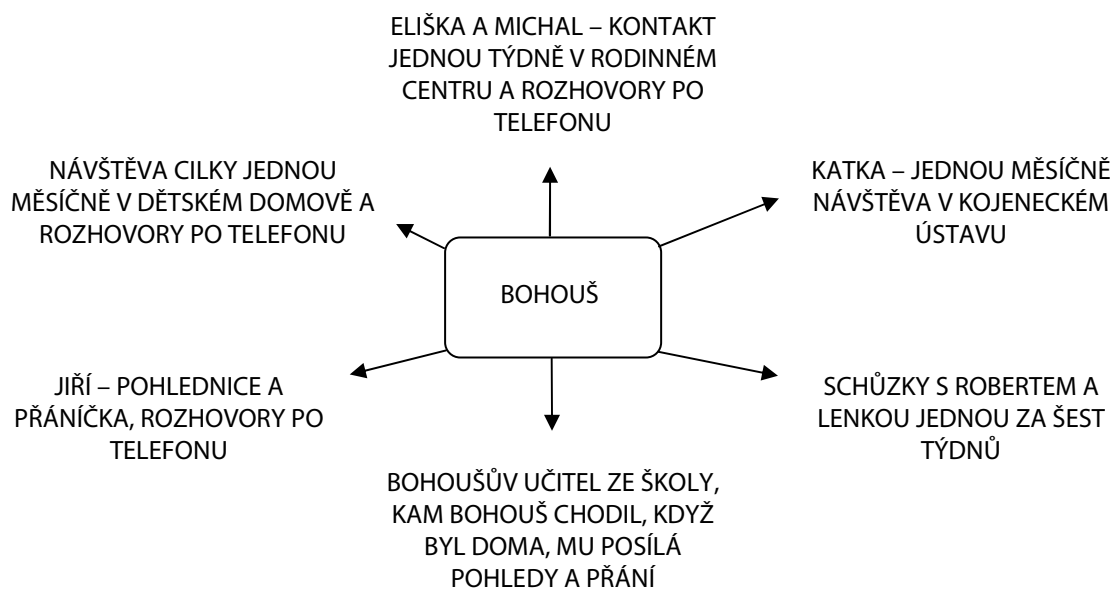 ELIŠKA A MICHAL – KONTAKT
JEDNOU TÝDNĚ V RODINNÉM
CENTRU A ROZHOVORY PO
TELEFONU
NÁVŠTĚVA CILKY JEDNOU
MĚSÍČNĚ V DĚTSKÉM DOMOVĚ A
ROZHOVORY PO TELEFONU
KATKA – JEDNOU MĚSÍČNĚ
NÁVŠTĚVA V KOJENECKÉM
ÚSTAVU
BOHOUŠ
JIŘÍ – POHLEDNICE A
PŘÁNÍČKA, ROZHOVORY PO
TELEFONU
SCHŮZKY S ROBERTEM A
LENKOU JEDNOU ZA ŠEST
TÝDNŮ
BOHOUŠŮV UČITEL ZE ŠKOLY,
KAM BOHOUŠ CHODIL, KDYŽ
BYL DOMA, MU POSÍLÁ
POHLEDY A PŘÁNÍ